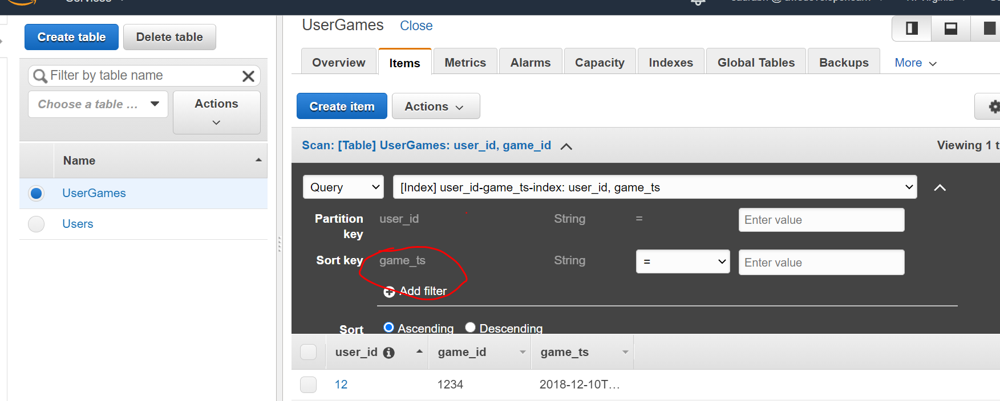 Services
UserGames Close
Create table Delete table
Filter by table name
Choose a table ... Actions
Name
UserGames
Users
Overview Items Metrics Alarms Capacity Indexes Global Tables Backups More
Create item Actions
Scan: [Table] UserGames: user_id, game_id
Viewing 1 t
Query [Index] user_id-game_ts-index: user_id, game_ts
Partition key user_id String = Enter value
Sort key game_ts String = Enter value
Add filter
Sort Ascending Descending
user_id game_id game_ts
12 1234 2018-12-10T...